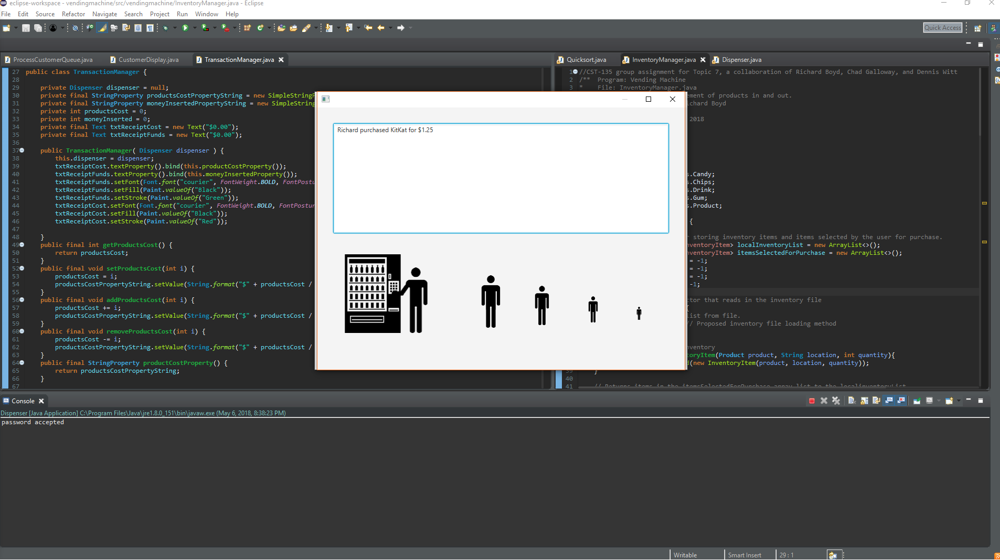 eclipse-workspace - vendingmachine/src/vendingmachine/InventoryManager.java - Eclipse
File Edit Source Refactor Navigate Search Project Run Window Help
Quick Access
ProcessCustomerQueue.java CustomerDisplay.java TransactionManager.java
27 public class TransactionManager {
28
29 private Dispenser dispenser = null;
30 private final StringProperty productsCostPropertyString = new SimpleStringP
31 private final StringProperty moneyInsertedPropertyString = new SimpleString
32 private int productsCost = 0;
33 private int moneyInserted = 0;
34 private final Text txtReceiptCost = new Text("$0.00");
35 private final Text txtReceiptFunds = new Text("$0.00");
36
37 public TransactionManager( Dispenser dispenser ) {
38 this.dispenser = dispenser;
39 txtReceiptCost.textProperty().bind(this.productCostProperty());
40 txtReceiptFunds.textProperty().bind(this.moneyInsertedProperty());
41 txtReceiptFunds.setFont(Font.font("courier", FontWeight.BOLD, FontPostu
42 txtReceiptFunds.setFill(Paint.valueOf("Black"));
43 txtReceiptFunds.setStroke(Paint.valueOf("Green"));
44 txtReceiptCost.setFont(Font.font("courier", FontWeight.BOLD, FontPostur
45 txtReceiptCost.setFill(Paint.valueOf("Black"));
46 txtReceiptCost.setStroke(Paint.valueOf("Red"));
47
48 }
49 public final int getProductsCost() {
50 return productsCost;
51 }
52 public final void setProductsCost(int i) {
53 productsCost = i;
54 productsCostPropertyString.setValue(String.format("$" + productsCost /
55 }
56 public final void addProductsCost(int i) {
57 productsCost += i;
58 productsCostPropertyString.setValue(String.format("$" + productsCost /
59 }
60 public final void removeProductsCost(int i) {
61 productsCost -= i;
62 productsCostPropertyString.setValue(String.format("$" + productsCost /
63 }
64 public final StringProperty productCostProperty() {
65 return productsCostPropertyString;
66 }
67
Richard purchased KitKat for $1.25
Quicksort.java InventoryManager.java Dispenser.java
1 //CST-135 group assignment for Topic 7, a collaboration of Richard Boyd, Chad Galloway, and Dennis Witt
2 /** Program: Vending Machine
3 * File: InventoryManager.java
ement of products in and out.
ichard Boyd
2018
s.Candy;
s.Chips;
s.Drink;
s.Gum;
s.Product;
{
r storing inventory items and items selected by the user for purchase.
nventoryItem> localInventoryList = new ArrayList<>();
nventoryItem> itemsSelectedForPurchase = new ArrayList<>();
= -1;
= -1;
= -1;
-1;
tor that reads in the inventory file
{
list from file.
// Proposed inventory file loading method
nventory
oryItem(Product product, String location, int quantity){
d(new InventoryItem(product, location, quantity));
39 }
40
41 // Returns items in the itemsSelectedForPurchase array list to the localinventoryList
Console
Dispenser [Java Application] C:\Program Files\Java\jre1.8.0_151\bin\javaw.exe (May 6, 2018, 8:38:23 PM)
password accepted
Writable Smart Insert 29 : 1